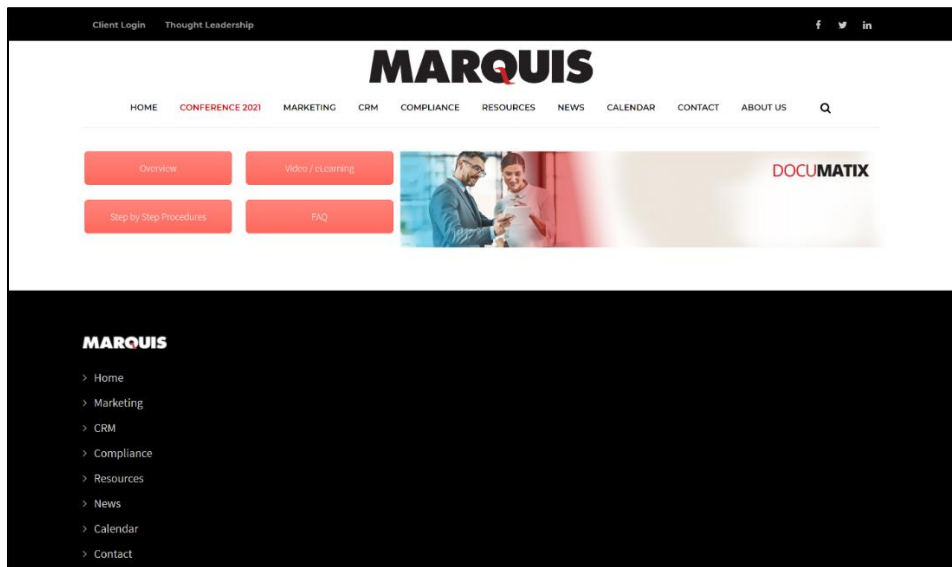 Client Login Thought Leadership
MARQUIS
HOME CONFERENCE 2021 MARKETING CRM COMPLIANCE RESOURCES NEWS CALENDAR CONTACT ABOUT US
Overview Video / eLearning
DOCUMATIX
Step by Step Procedures FAQ
MARQUIS
> Home
> Marketing
> CRM
> Compliance
> Resources
> News
> Calendar
> Contact